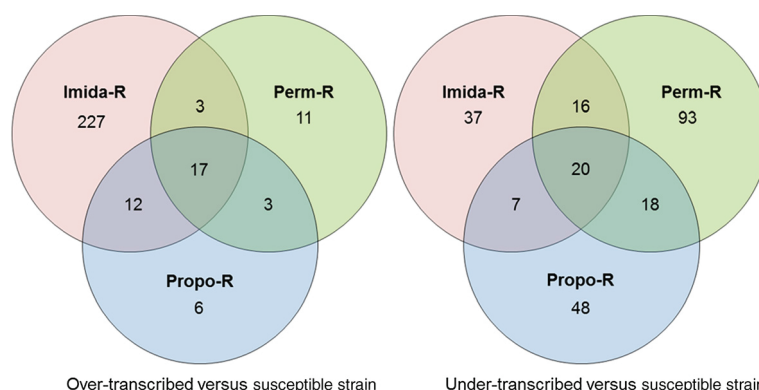 Imida-R
227
3
Perm-R
11
17
12
3
Propo-R
6
Over-transcribed versus susceptible strain
Imida-R
37
16
Perm-R
93
20
7
18
Propo-R
48
Under-transcribed versus susceptible strain